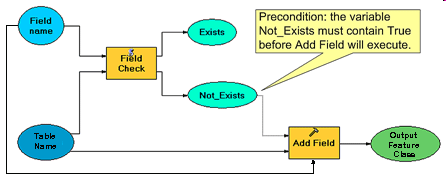 Field
name
Field
Check
Exists
Not_Exists
Precondition: the variable
Not_Exists must contain True
before Add Field will execute.
Table
Name
Add Field
Output
Feature
Class